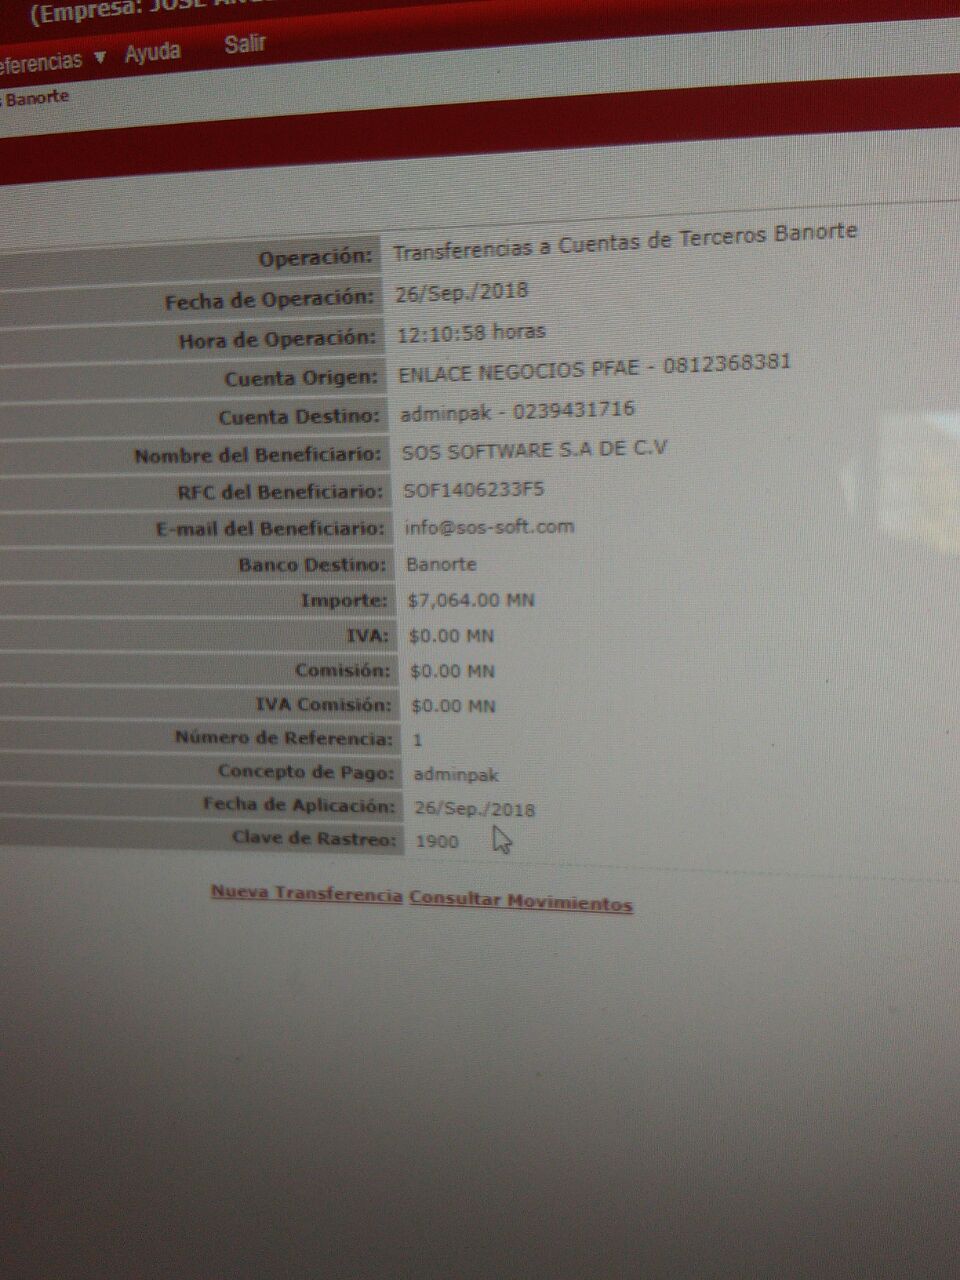 (Empresa: JOSE
eferencias ▼ Ayuda Salir
s Banorte
Operación: Transferencias a Cuentas de Terceros Banorte
Fecha de Operación: 26/Sep./2018
Hora de Operación: 12:10:58 horas
Cuenta Origen: ENLACE NEGOCIOS PFAE - 0812368381
Cuenta Destino: adminpak - 0239431716
Nombre del Beneficiario: SOS SOFTWARE S.A DE C.V
RFC del Beneficiario: SOF1406233F5
E-mail del Beneficiario: info@sos-soft.com
Banco Destino: Banorte
Importe: $7,064.00 MN
IVA: $0.00 MN
Comisión: $0.00 MN
IVA Comisión: $0.00 MN
Número de Referencia: 1
Concepto de Pago: adminpak
Fecha de Aplicación: 26/Sep./2018
Clave de Rastreo: 1900
Nueva Transferencia Consultar Movimientos